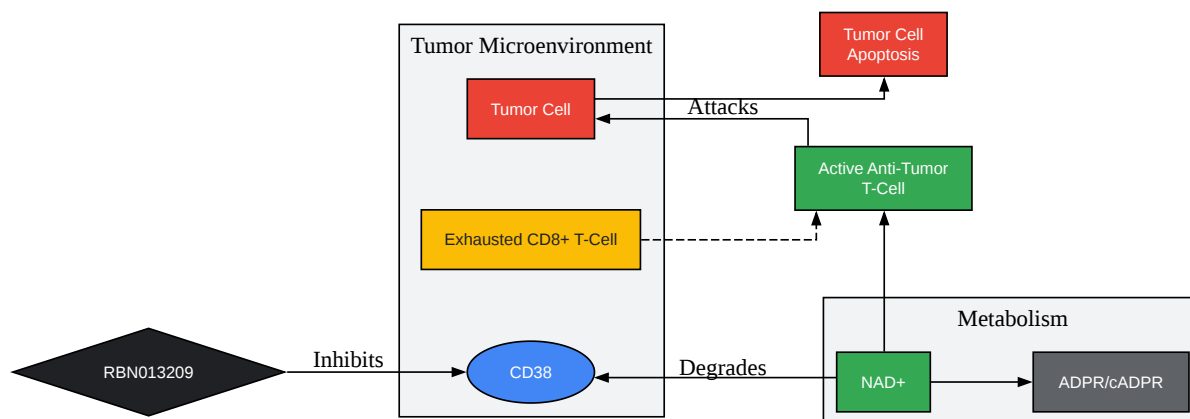 Tumor Microenvironment
Tumor Cell
Apoptosis
Tumor Cell
Attacks
Active Anti-Tumor
T-Cell
Exhausted CD8+ T-Cell
Metabolism
RBN013209
Inhibits
CD38
Degrades
NAD+
ADPR/cADPR